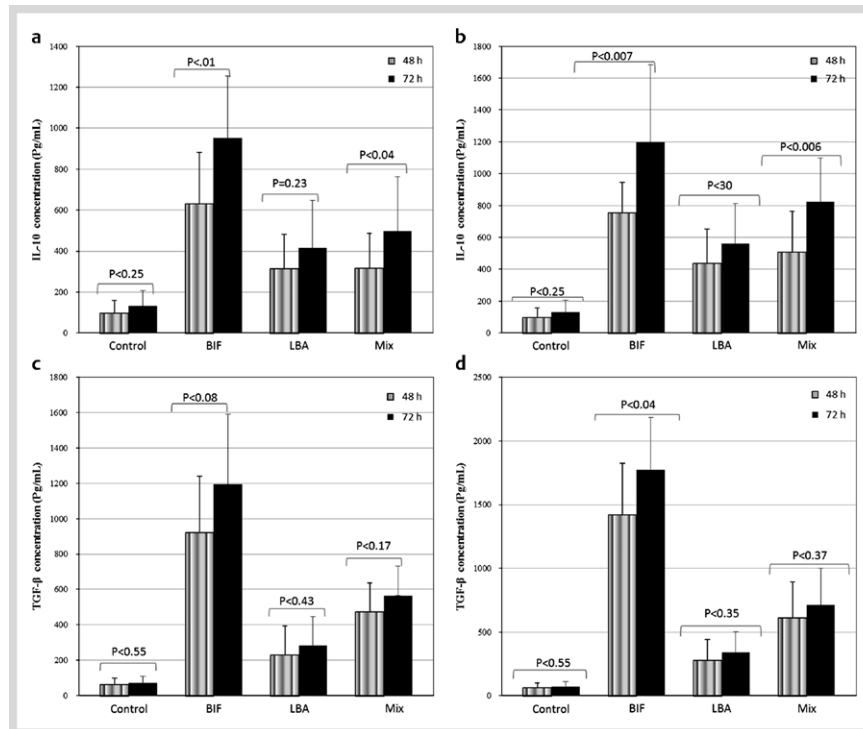 a
IL-10 concentration (Pg/mL)
1400
1200
1000
800
600
400
200
0
P<.01
P<0.25
P=0.23
P<0.04
48 h
72 h
Control BIF LBA Mix
b
IL-10 concentration (Pg/mL)
1800
1600
1400
1200
1000
800
600
400
200
0
P<0.007
P<0.25
P<30
P<0.006
48 h
72 h
Control BIF LBA Mix
c
TGF-β concentration (Pg/mL)
1800
1600
1400
1200
1000
800
600
400
200
0
P<0.08
P<0.55
P<0.43
P<0.17
48 h
72 h
Control BIF LBA Mix
d
TGF-β concentration (Pg/mL)
2500
2000
1500
1000
500
0
P<0.04
P<0.55
P<0.35
P<0.37
48 h
72 h
Control BIF LBA Mix